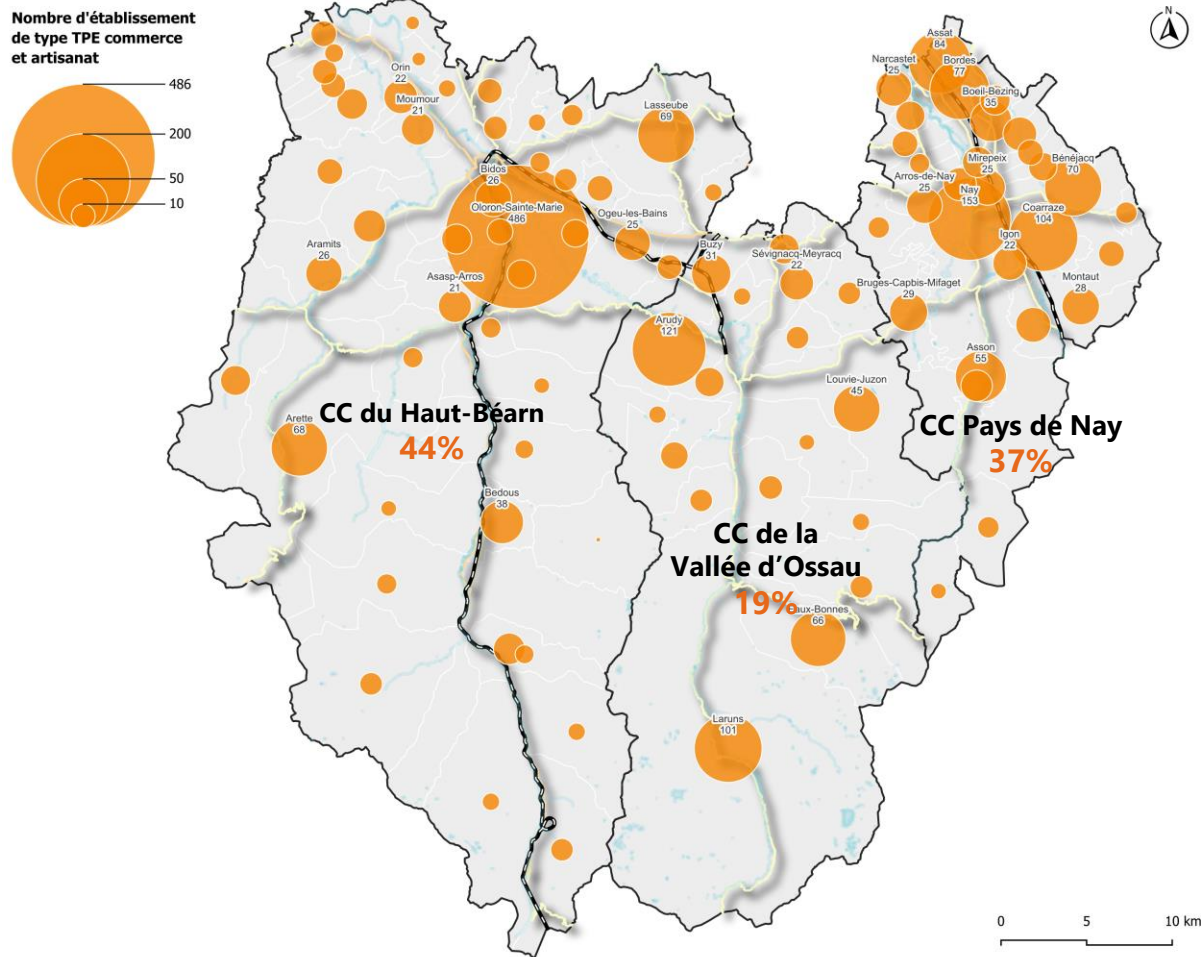 Nombre d'établissement
de type TPE commerce
et artisanat
486
200
50
10
N
Orin
22
Moumour
21
Lasseube
69
Bidos
26
Oloron-Sainte-Marie
486
Ogeu-les-Bains
25
Aramits
26
Asasp-Arros
21
Buzy
31
Sévignacq-Meyracq
22
Assat
84
Narcastet
25
Bordes
77
Boeil-Bezing
35
Mirepeix
25
Bénéjacq
70
Arros-de-Nay
25
Nay
153
Coarraze
104
Igon
22
Montaut
28
Bruges-Capbis-Mifaget
29
Asson
55
Arudy
121
Louvie-Juzon
45
Arette
68
CC du Haut-Béarn
44%
CC Pays de Nay
37%
Bedous
38
CC de la
Vallée d'Ossau
19%
Eaux-Bonnes
66
Laruns
101
0 5 10 km